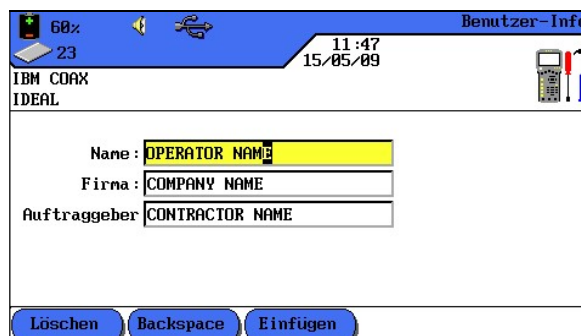 60%
Benutzer-Info
23
11:47
15/05/09
IBM COAX
IDEAL
Name: OPERATOR NAME
Firma: COMPANY NAME
Auftraggeber CONTRACTOR NAME
Löschen Backspace Einfügen